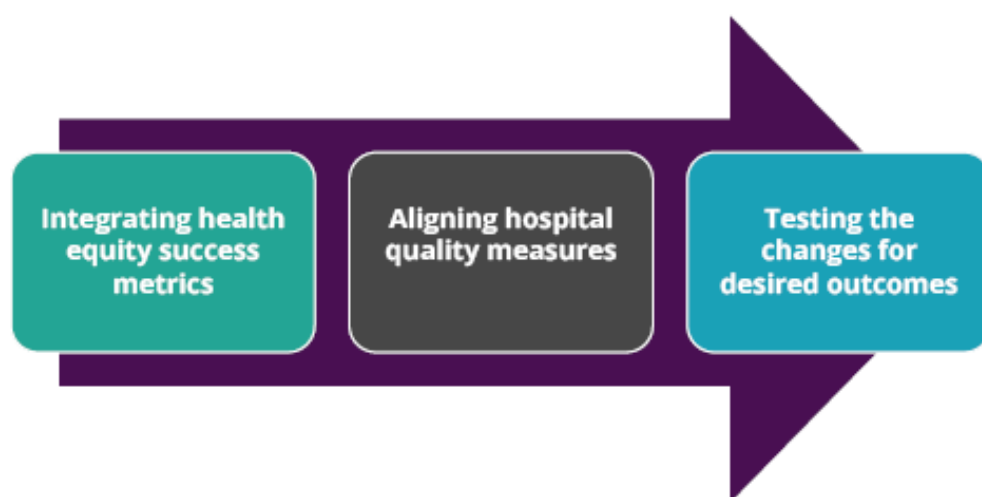 Integrating health
equity success
metrics
Aligning hospital
quality measures
Testing the
changes for
desired outcomes